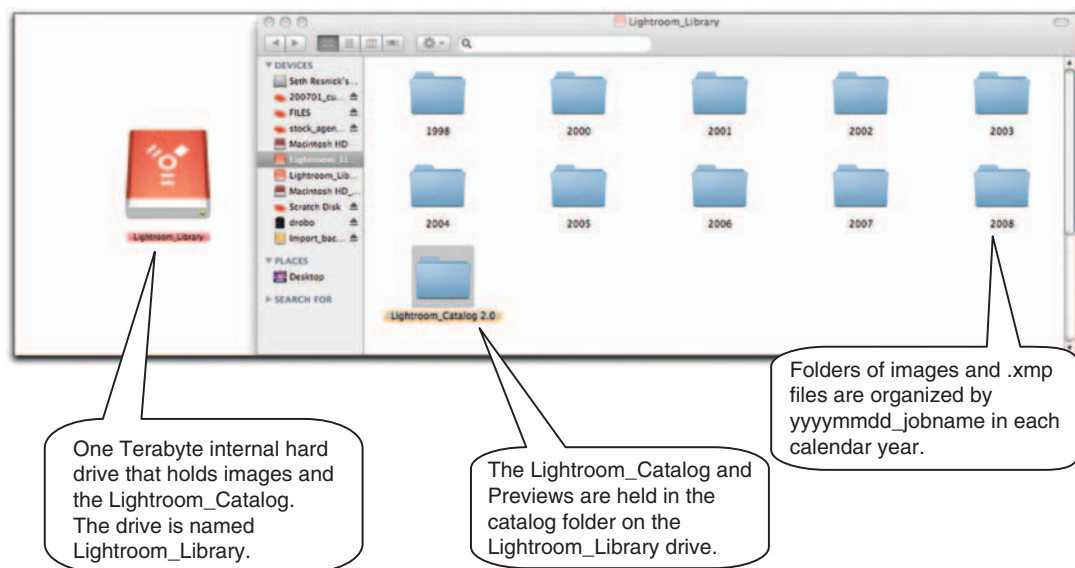 Lightroom_Library
DEVICES
Seth Resnick's...
200701_cu...
FILES
stock_agen...
Macintosh HD
Lightroom_Li...
Lightroom_Lib...
Macintosh HD_...
Scratch Disk
drobo
Import_bac...
PLACES
Desktop
SEARCH FOR
1998
2000
2001
2002
2003
2004
2005
2006
2007
2008
Lightroom_Catalog 2.0
Lightroom_Library
One Terabyte internal hard
drive that holds images and
the Lightroom_Catalog.
The drive is named
Lightroom_Library.
The Lightroom_Catalog and
Previews are held in the
catalog folder on the
Lightroom_Library drive.
Folders of images and .xmp
files are organized by
yyyymmdd_jobname in each
calendar year.